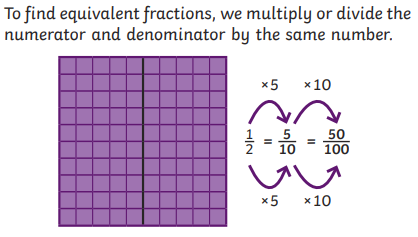 To find equivalent fractions, we multiply or divide the
numerator and denominator by the same number.
×5 ×10
1/2 = 5/10 = 50/100
×5 ×10